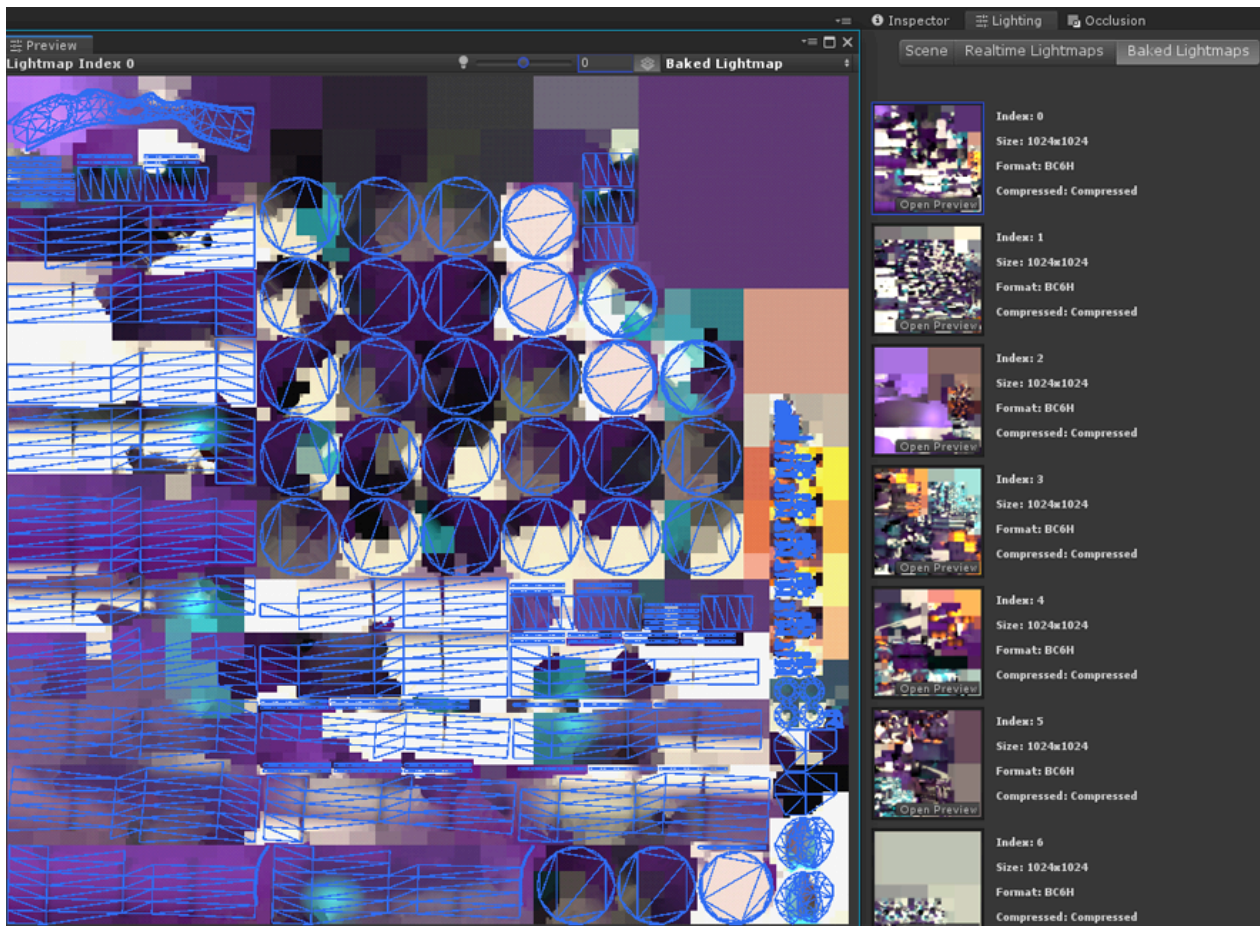 Inspector
Lighting
Occlusion
Preview
Scene
Realtime Lightmaps
Baked Lightmaps
Lightmap Index 0
0
Baked Lightmap
Index: 0
Size: 1024x1024
Format: BC6H
Compressed: Compressed
Open Preview
Index: 1
Size: 1024x1024
Format: BC6H
Compressed: Compressed
Open Preview
Index: 2
Size: 1024x1024
Format: BC6H
Compressed: Compressed
Open Preview
Index: 3
Size: 1024x1024
Format: BC6H
Compressed: Compressed
Open Preview
Index: 4
Size: 1024x1024
Format: BC6H
Compressed: Compressed
Open Preview
Index: 5
Size: 1024x1024
Format: BC6H
Compressed: Compressed
Open Preview
Index: 6
Size: 1024x1024
Format: BC6H
Compressed: Compressed